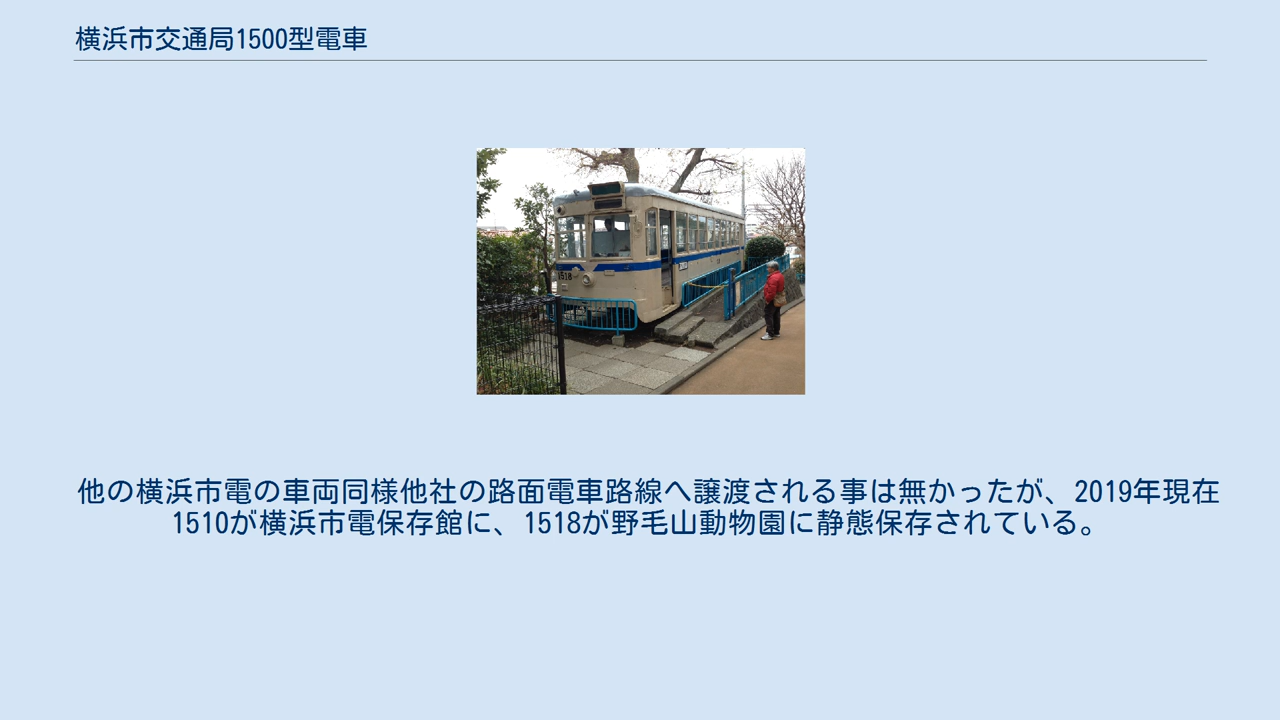 横浜市交通局1500型電車
1518
他の横浜市電の車両同様他社の路面電車路線へ譲渡される事は無かったが、2019年現在
1510が横浜市電保存館に、1518が野毛山動物園に静態保存されている。